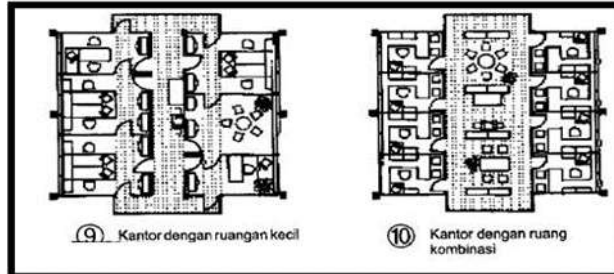 ⑨ Kantor dengan ruangan kecil
⑩ Kantor dengan ruang
kombinasi